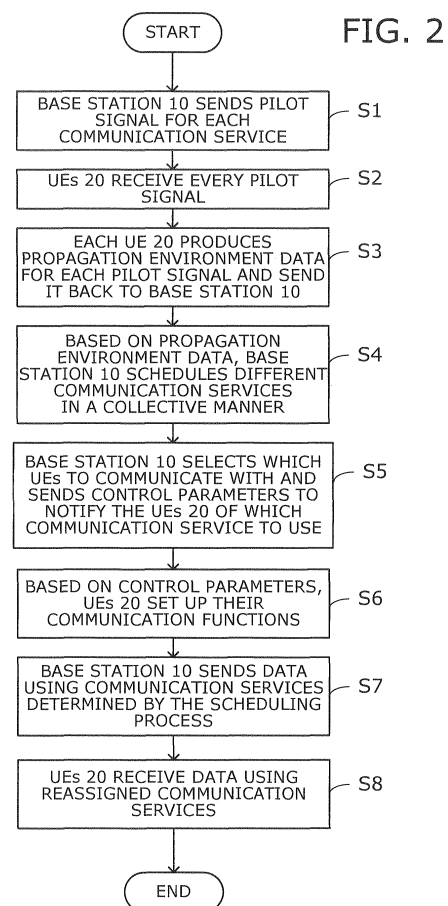 FIG. 2
START
BASE STATION 10 SENDS PILOT
SIGNAL FOR EACH
COMMUNICATION SERVICE
S1
UEs 20 RECEIVE EVERY PILOT
SIGNAL
S2
EACH UE 20 PRODUCES
PROPAGATION ENVIRONMENT DATA
FOR EACH PILOT SIGNAL AND SEND
IT BACK TO BASE STATION 10
S3
BASED ON PROPAGATION
ENVIRONMENT DATA, BASE
STATION 10 SCHEDULES DIFFERENT
COMMUNICATION SERVICES
IN A COLLECTIVE MANNER
S4
BASE STATION 10 SELECTS WHICH
UEs TO COMMUNICATE WITH AND
SENDS CONTROL PARAMETERS TO
NOTIFY THE UEs 20 OF WHICH
COMMUNICATION SERVICE TO USE
S5
BASED ON CONTROL PARAMETERS,
UEs 20 SET UP THEIR
COMMUNICATION FUNCTIONS
S6
BASE STATION 10 SENDS DATA
USING COMMUNICATION SERVICES
DETERMINED BY THE SCHEDULING
PROCESS
S7
UEs 20 RECEIVE DATA USING
REASSIGNED COMMUNICATION
SERVICES
S8
END